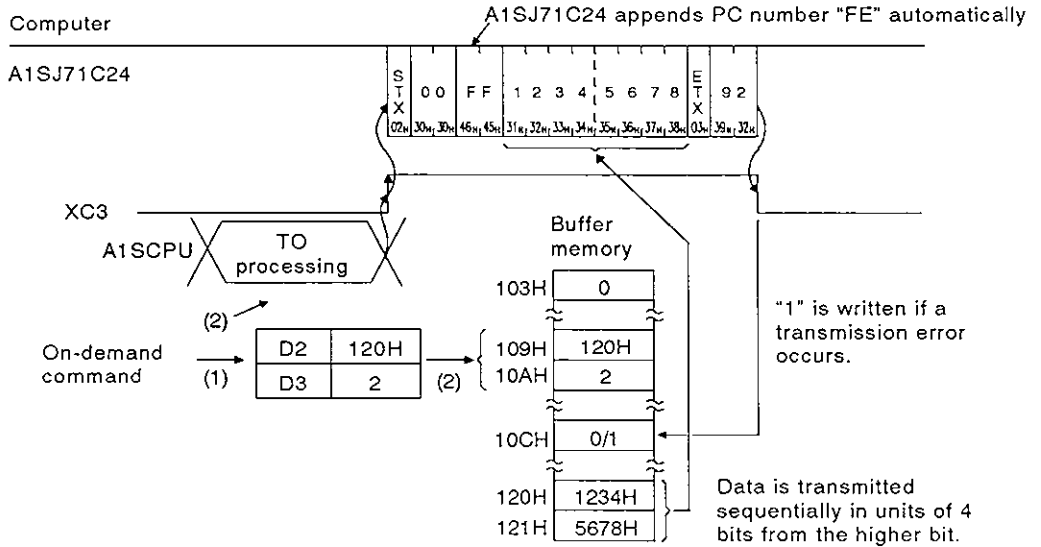 A1SJ71C24 appends PC number "FE" automatically
Computer
A1SJ71C24
STX 0 0 F F 1 2 3 4 5 6 7 8 ETX 9 2
02H 30H 30H 46H 45H 31H 32H 33H 34H 35H 36H 37H 38H 03H 39H 32H
XC3
A1SCPU
TO
processing
Buffer
memory
103H 0
"1" is written if a
transmission error
occurs.
(2)
On-demand
command
(1)
D2 120H
D3 2
(2)
109H 120H
10AH 2
10CH 0/1
120H 1234H
121H 5678H
Data is transmitted
sequentially in units of 4
bits from the higher bit.